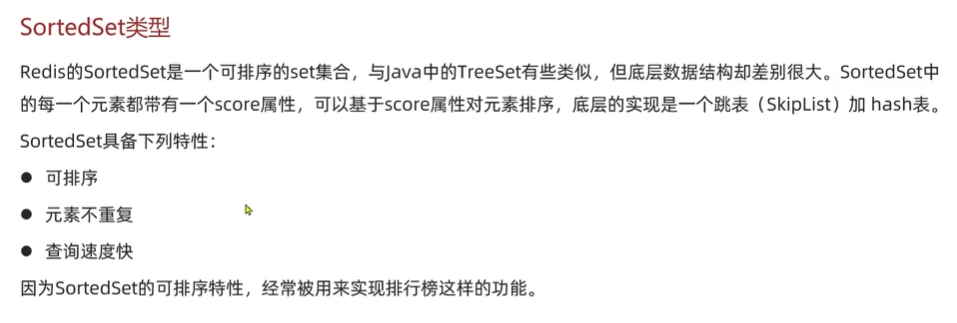 SortedSet类型
Redis的SortedSet是一个可排序的set集合，与Java中的TreeSet有些类似，但底层数据结构却差别很大。SortedSet中
的每一个元素都带有一个score属性，可以基于score属性对元素排序，底层的实现是一个跳表（SkipList）加 hash表。
SortedSet具备下列特性：
● 可排序
● 元素不重复
● 查询速度快
因为SortedSet的可排序特性，经常被用来实现排行榜这样的功能。